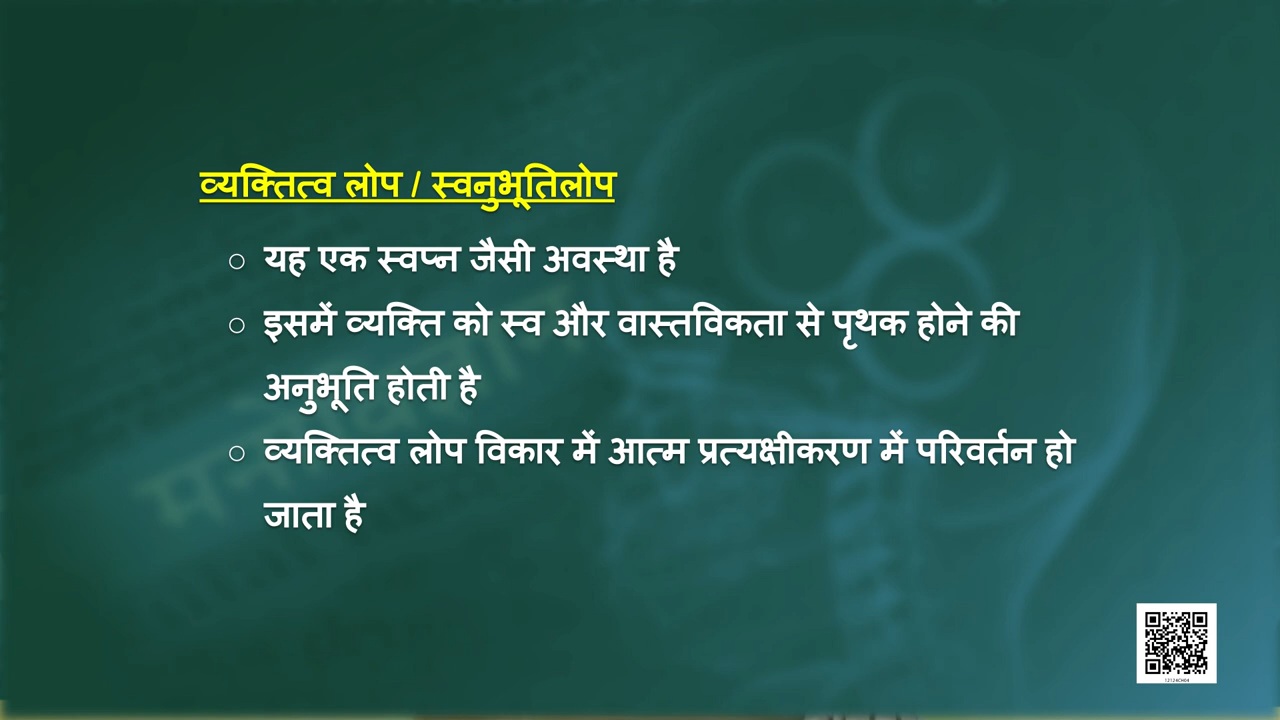 व्यक्तित्व लोप / स्वनुभूतिलोप
○ यह एक स्वप्न जैसी अवस्था है
○ इसमें व्यक्ति को स्व और वास्तविकता से पृथक होने की
अनुभूति होती है
○ व्यक्तित्व लोप विकार में आत्म प्रत्यक्षीकरण में परिवर्तन हो
जाता है